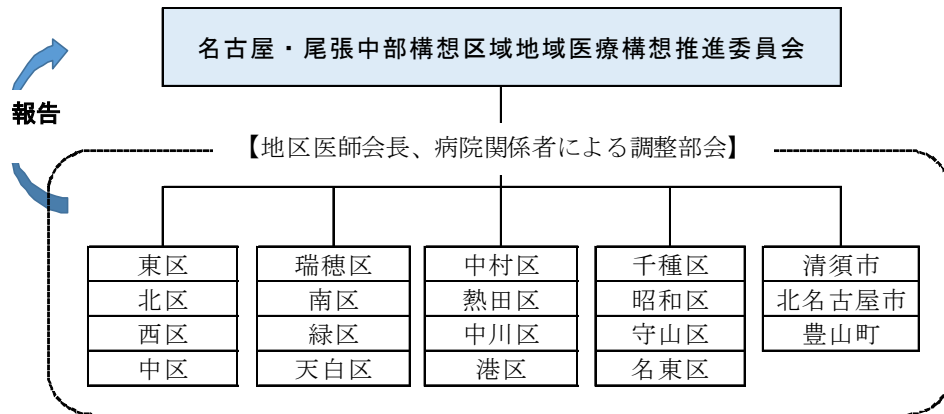 名古屋・尾張中部構想区域地域医療構想推進委員会
報告
【地区医師会長、病院関係者による調整部会】
東区
北区
西区
中区
瑞穂区
南区
緑区
天白区
中村区
熱田区
中川区
港区
千種区
昭和区
守山区
名東区
清須市
北名古屋市
豊山町